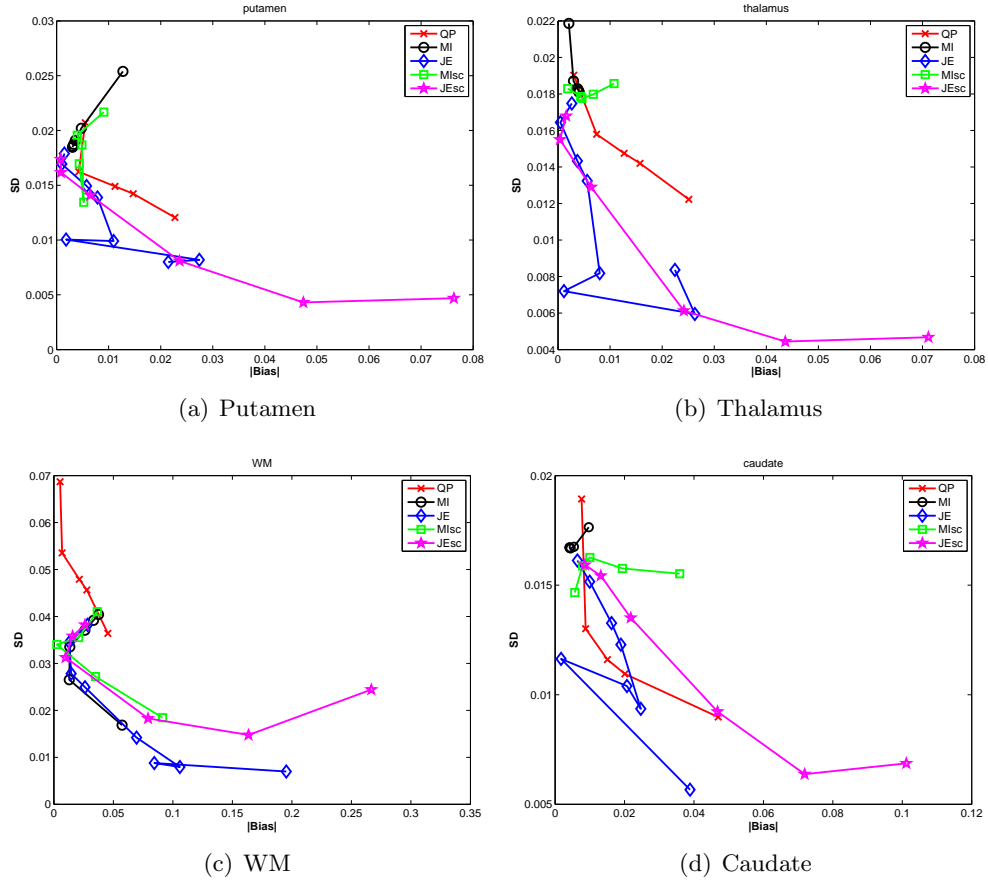 putamen
0.03
0.025
0.02
0.015
0.01
0.005
0
SD
QP
MI
JE
MIsc
JEsc
0 0.01 0.02 0.03 0.04 0.05 0.06 0.07 0.08
|Bias|
(a) Putamen
thalamus
0.022
0.02
0.018
0.016
0.014
0.012
0.01
0.008
0.006
0.004
SD
QP
MI
JE
MIsc
JEsc
0 0.01 0.02 0.03 0.04 0.05 0.06 0.07 0.08
|Bias|
(b) Thalamus
WM
0.07
0.06
0.05
0.04
0.03
0.02
0.01
0
SD
QP
MI
JE
MIsc
JEsc
0 0.05 0.1 0.15 0.2 0.25 0.3 0.35
|Bias|
(c) WM
caudate
0.02
0.015
0.01
0.005
SD
QP
MI
JE
MIsc
JEsc
0 0.02 0.04 0.06 0.08 0.1 0.12
|Bias|
(d) Caudate